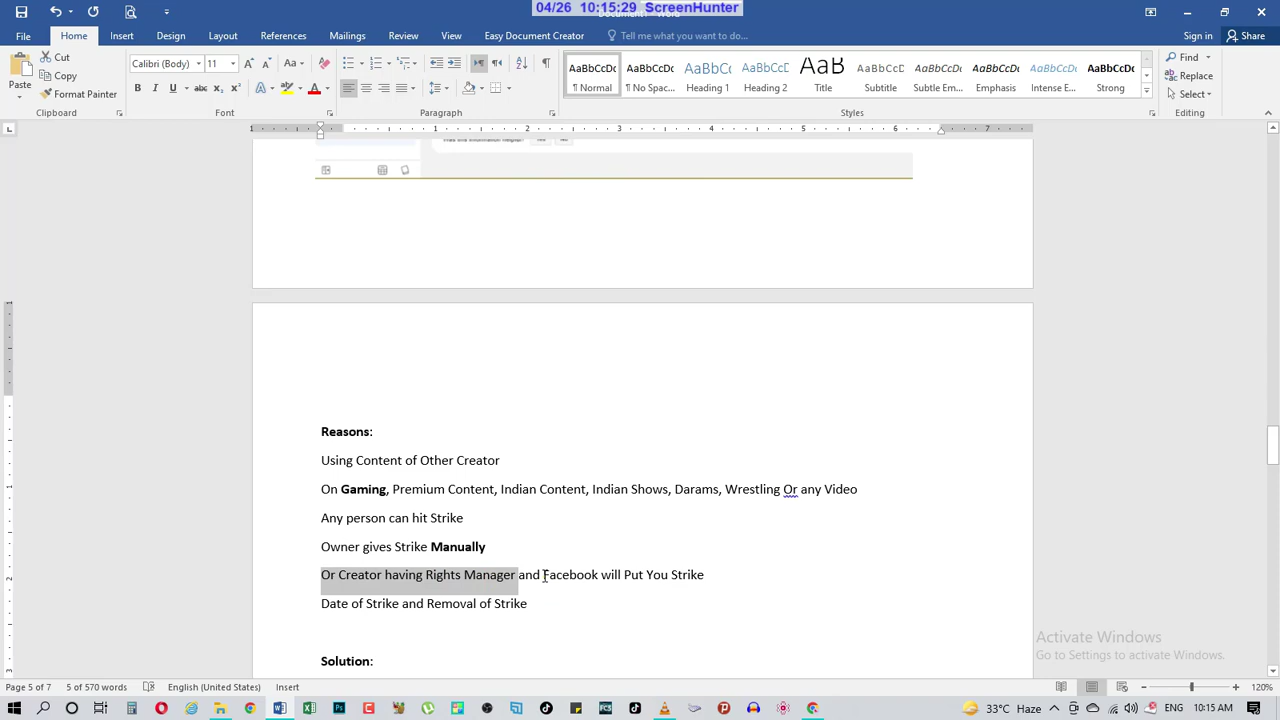 04/26 10:15:29 ScreenHunter
File Home Insert Design Layout References Mailings Review View Easy Document Creator Tell me what you want to do... Sign in Share
Paste Cut Copy Format Painter Clipboard
Calibri (Body) 11 Font
Paragraph
AaBbCcDc ¶ Normal
AaBbCcDc ¶ No Spac...
AaBbCc Heading 1
AaBbCcD Heading 2
AaB Title
AaBbCcD Subtitle
AaBbCcDc Subtle Em...
AaBbCcDc Emphasis
AaBbCcDc Intense E...
AaBbCcDc Strong
Styles
Find Replace Select Editing
Reasons:
Using Content of Other Creator
On Gaming, Premium Content, Indian Content, Indian Shows, Darams, Wrestling Or any Video
Any person can hit Strike
Owner gives Strike Manually
Or Creator having Rights Manager and Facebook will Put You Strike
Date of Strike and Removal of Strike
Solution:
Activate Windows
Go to Settings to activate Windows.
Page 5 of 7 5 of 570 words English (United States) Insert 120%
33°C Haze 10:15 AM